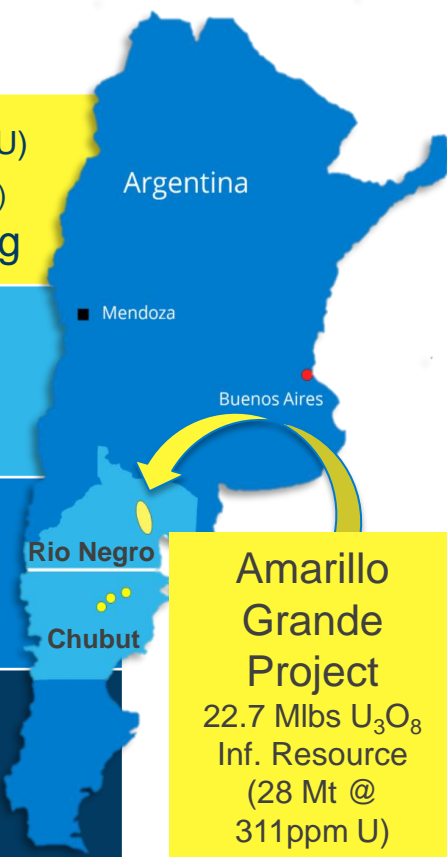 U)
)
g
Argentina
Mendoza
Buenos Aires
Rio Negro
Chubut
Amarillo
Grande
Project
22.7 Mlbs U₃O₈
Inf. Resource
(28 Mt @
311ppm U)